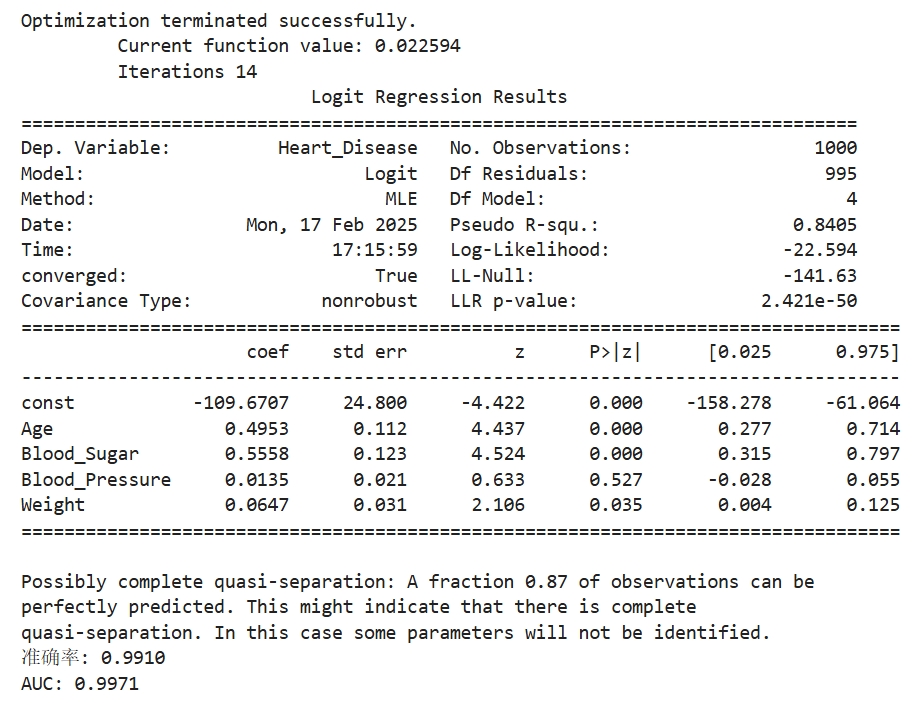 Optimization terminated successfully.
         Current function value: 0.022594
         Iterations 14
                           Logit Regression Results
==============================================================================
Dep. Variable:          Heart_Disease   No. Observations:                 1000
Model:                          Logit   Df Residuals:                      995
Method:                           MLE   Df Model:                            4
Date:                Mon, 17 Feb 2025   Pseudo R-squ.:                  0.8405
Time:                        17:15:59   Log-Likelihood:                -22.594
converged:                       True   LL-Null:                       -141.63
Covariance Type:            nonrobust   LLR p-value:                 2.421e-50
==================================================================================
                     coef    std err          z      P>|z|      [0.025      0.975]
----------------------------------------------------------------------------------
const           -109.6707     24.800     -4.422      0.000    -158.278     -61.064
Age                0.4953      0.112      4.437      0.000       0.277       0.714
Blood_Sugar        0.5558      0.123      4.524      0.000       0.315       0.797
Blood_Pressure     0.0135      0.021      0.633      0.527      -0.028       0.055
Weight             0.0647      0.031      2.106      0.035       0.004       0.125
==================================================================================
Possibly complete quasi-separation: A fraction 0.87 of observations can be
perfectly predicted. This might indicate that there is complete
quasi-separation. In this case some parameters will not be identified.
准确率: 0.9910
AUC: 0.9971